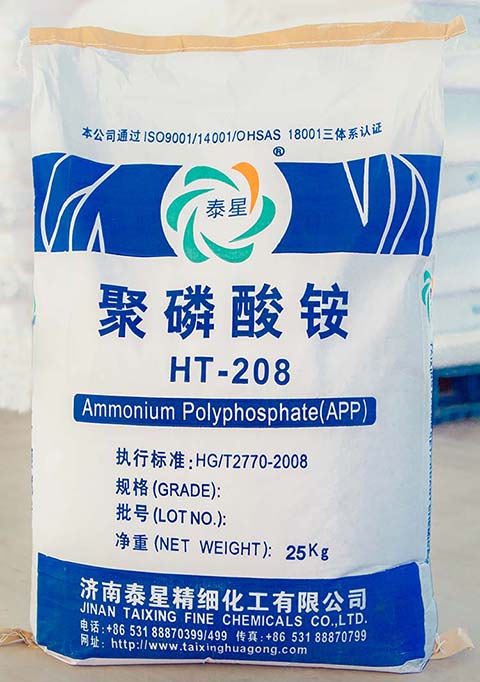 本公司通过ISO9001/14001/OHSAS 18001三体系认证
®
泰星
聚磷酸铵
HT-208
Ammonium Polyphosphate(APP)
执行标准:HG/T2770-2008
规格(GRADE):
批号(LOT NO.):
净重(NET WEIGHT): 25Kg
济南泰星精细化工有限公司
JINAN TAIXING FINE CHEMICALS CO.,LTD.
电话:+86 531 88870399/499 传真:+86 531 88870799
网址: http://www.taixinghuagong.com